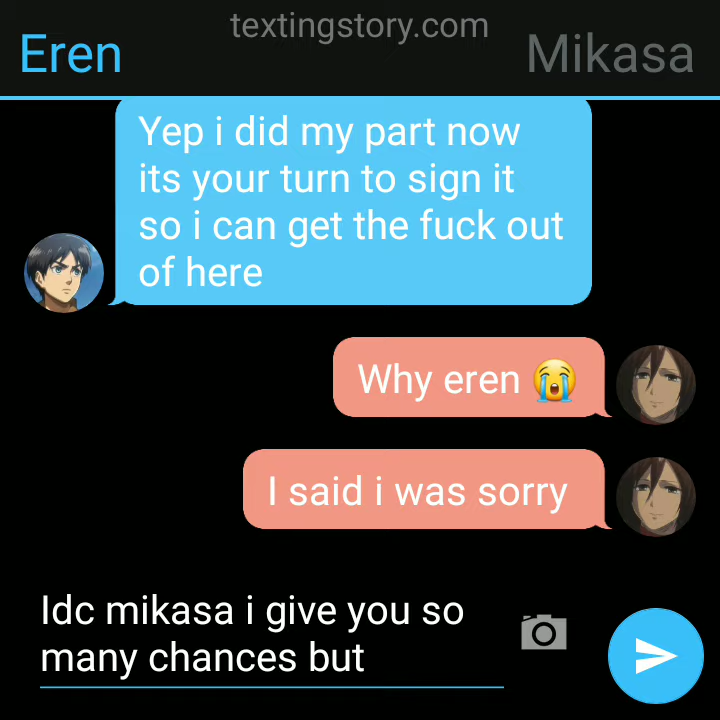 textingstory.com
Eren
Mikasa
Yep i did my part now
its your turn to sign it
so i can get the fuck out
of here
Why eren 😭
I said i was sorry
Idc mikasa i give you so
many chances but